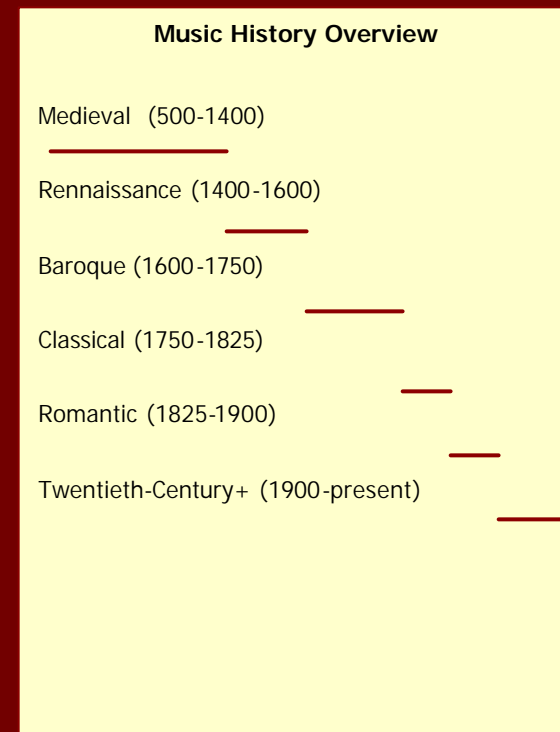 Music History Overview
Medieval (500-1400)
Rennaissance (1400-1600)
Baroque (1600-1750)
Classical (1750-1825)
Romantic (1825-1900)
Twentieth-Century+ (1900-present)